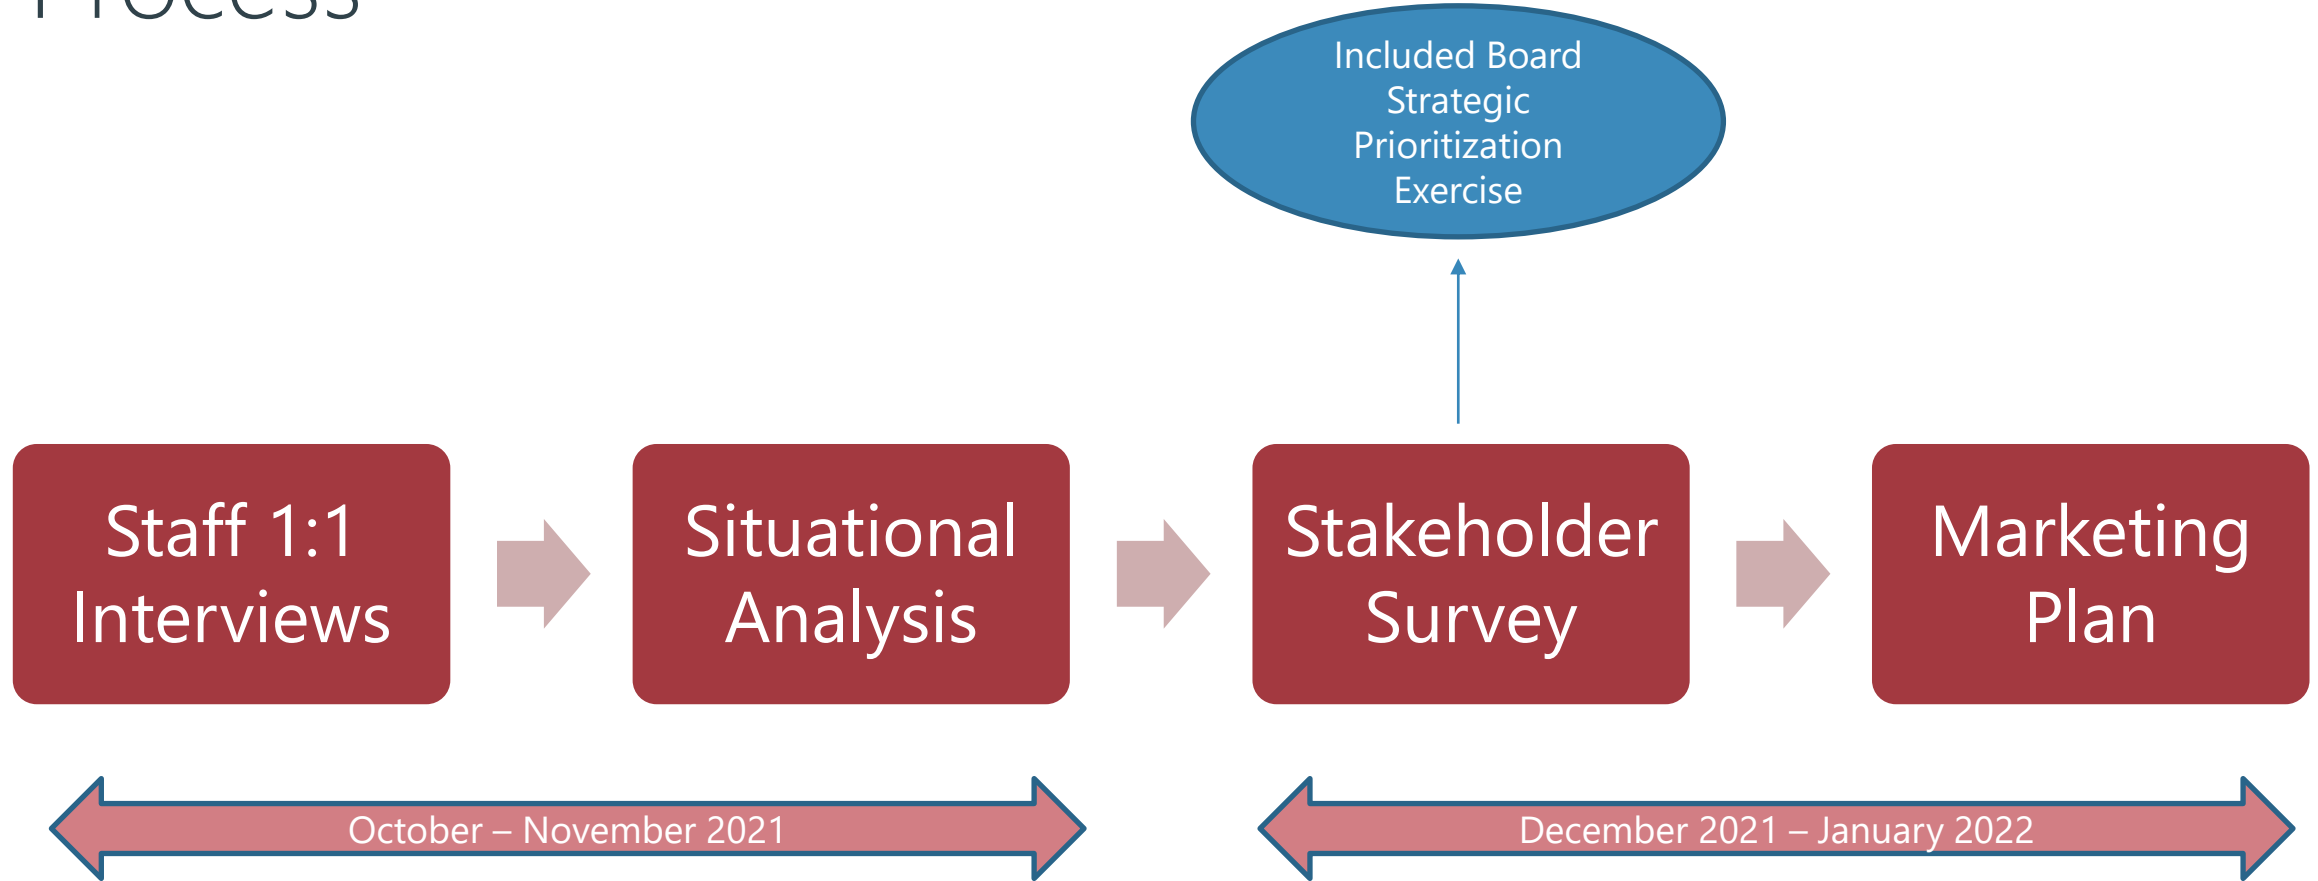 Process
Included Board
Strategic
Prioritization
Exercise
Staff 1:1
Interviews
Situational
Analysis
Stakeholder
Survey
Marketing
Plan
October – November 2021
December 2021 – January 2022